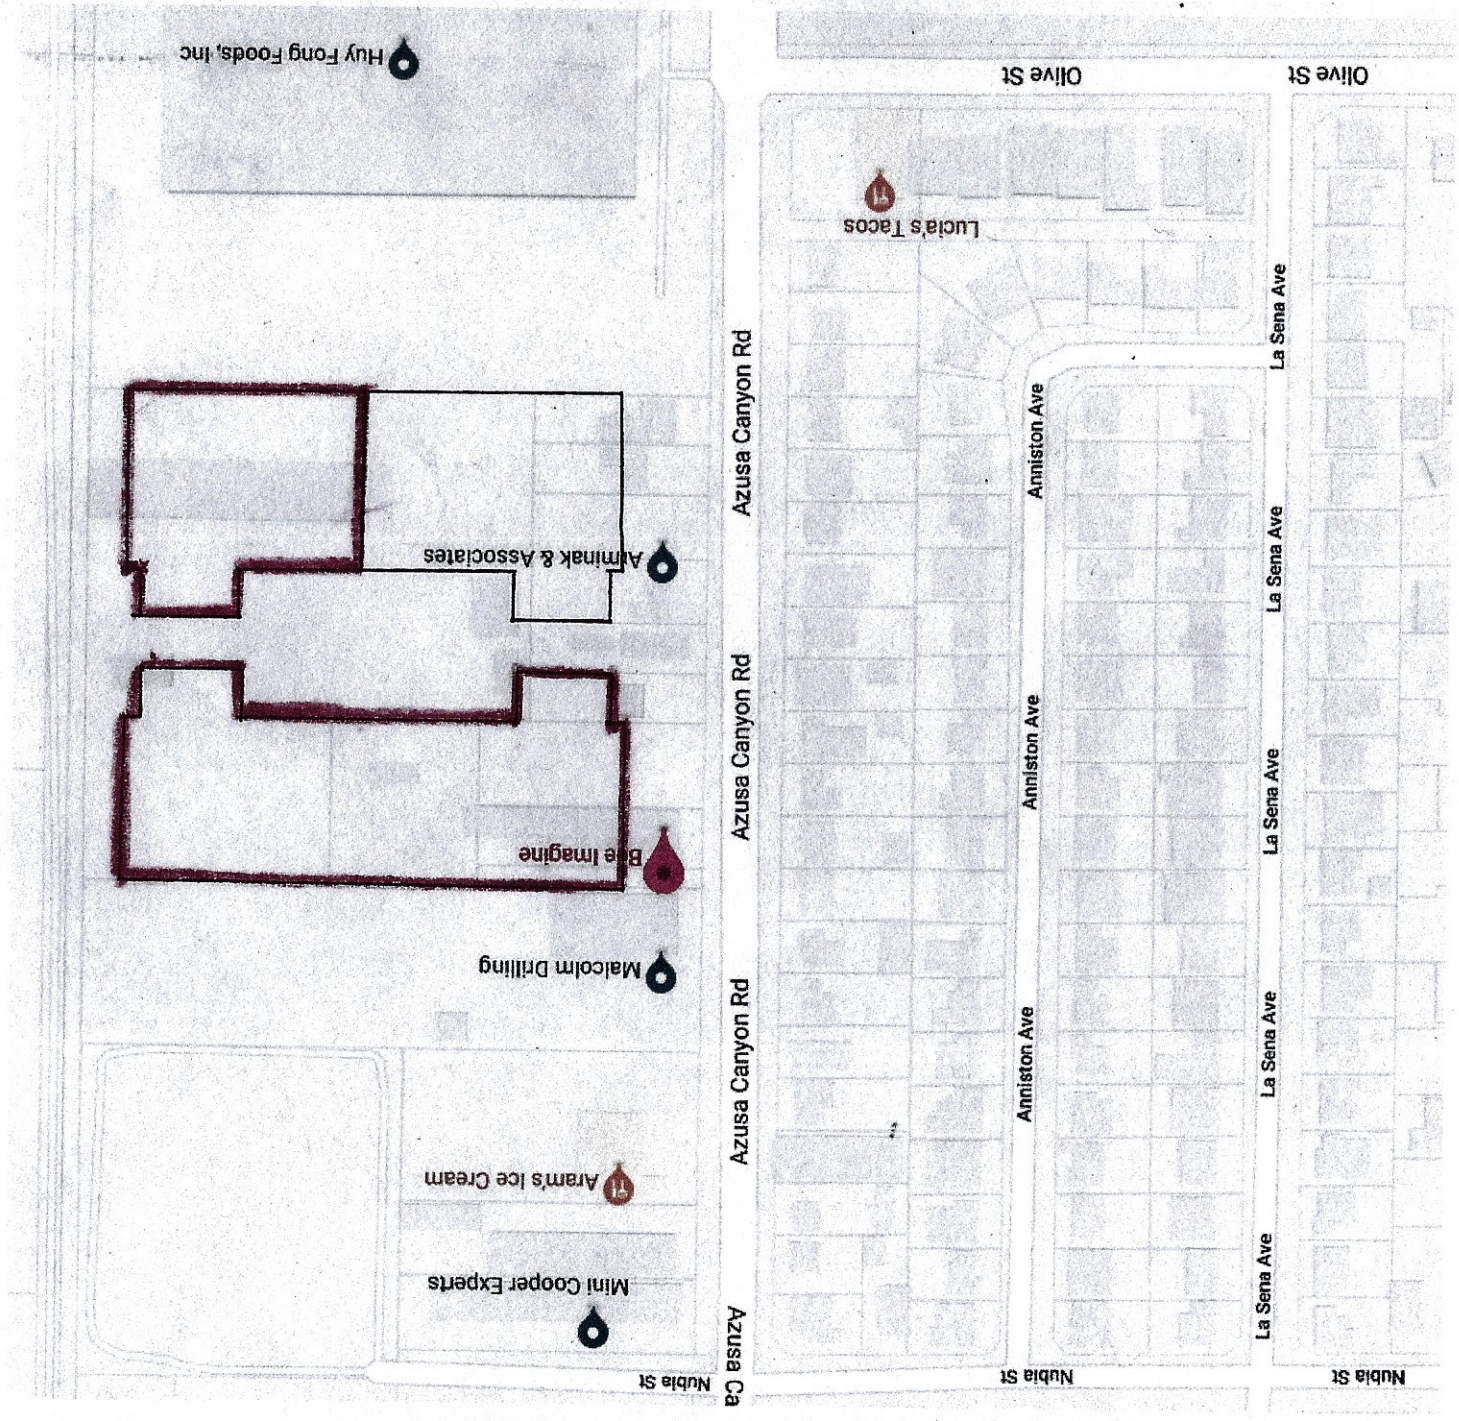 Huy Fong Foods, Inc
Olive St
Olive St
Lucia's Tacos
La Sena Ave
Azusa Canyon Rd
Anniston Ave
La Sena Ave
Arminak & Associates
Azusa Canyon Rd
Anniston Ave
La Sena Ave
Bee Imagine
Malcolm Drilling
Azusa Canyon Rd
Anniston Ave
La Sena Ave
Aram's Ice Cream
Mini Cooper Experts
La Sena Ave
Azusa Ca
Nubia St
Nubia St
Nubia St